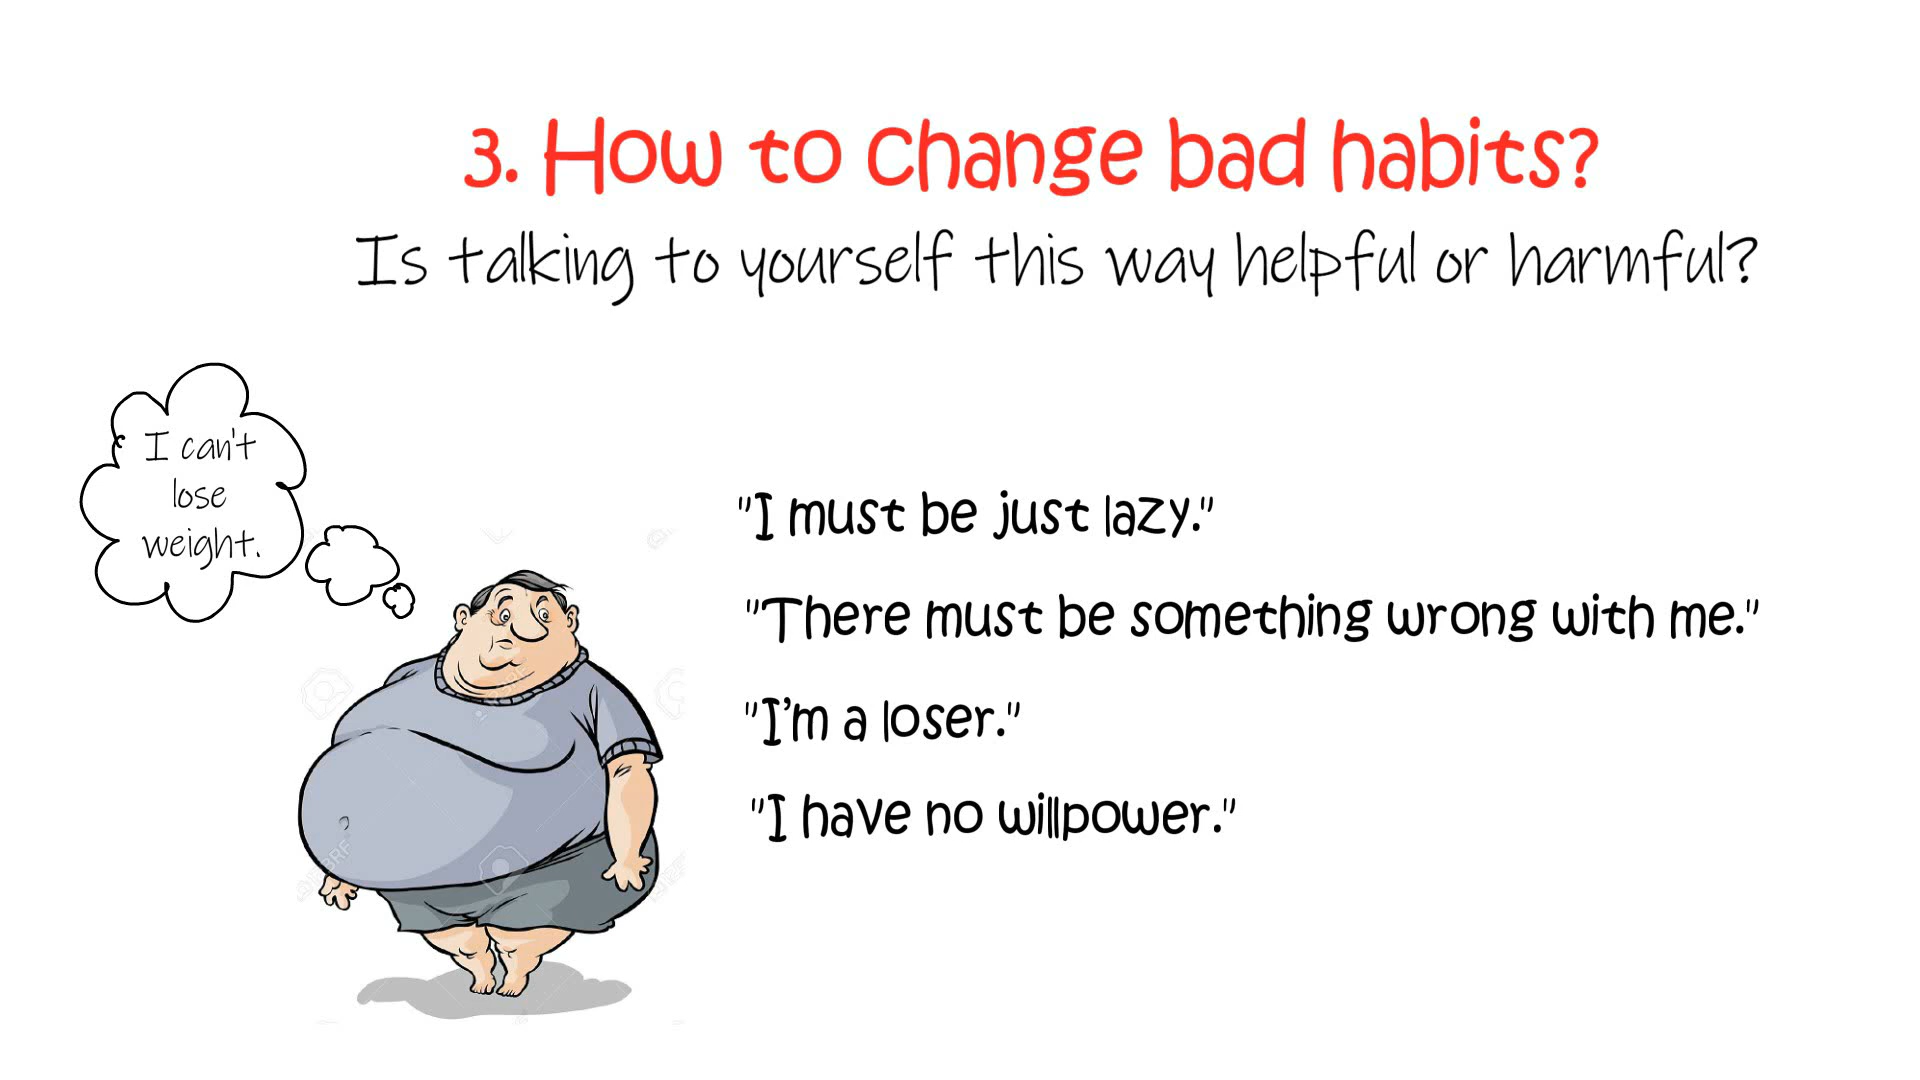 3. How to change bad habits?
Is talking to yourself this way helpful or harmful?
I can't
lose
weight.
"I must be just lazy."
"There must be something wrong with me."
"I'm a loser."
"I have no willpower."